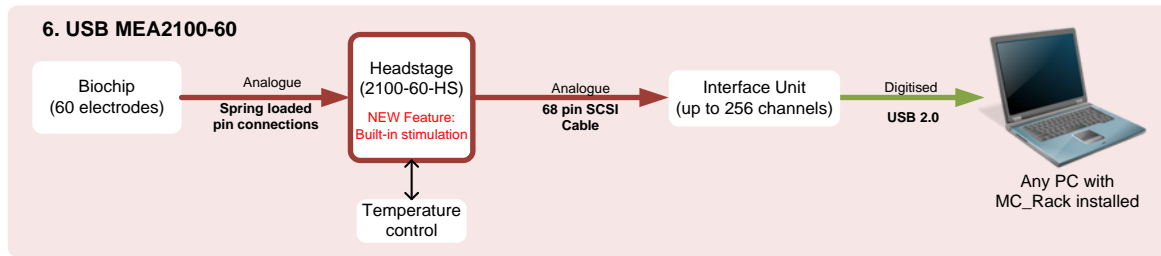 6. USB MEA2100-60
Biochip
(60 electrodes)
Analogue
Spring loaded
pin connections
Headstage
(2100-60-HS)
NEW Feature:
Built-in stimulation
Temperature
control
Analogue
68 pin SCSI
Cable
Interface Unit
(up to 256 channels)
Digitised
USB 2.0
Any PC with
MC_Rack installed